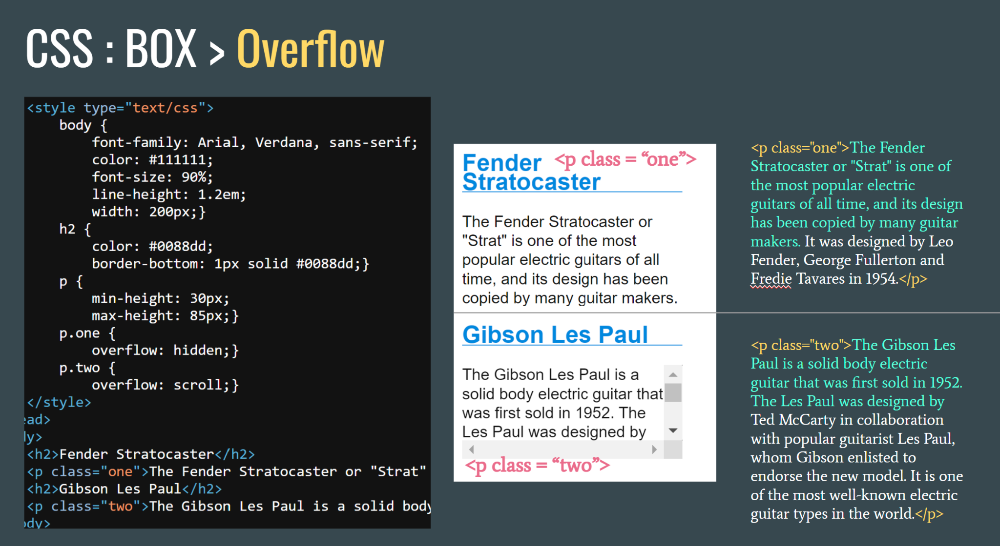 CSS : BOX > Overflow
<style type="text/css">
body {
font-family: Arial, Verdana, sans-serif;
color: #111111;
font-size: 90%;
line-height: 1.2em;
width: 200px;}
h2 {
color: #0088dd;
border-bottom: 1px solid #0088dd;}
p {
min-height: 30px;
max-height: 85px;}
p.one {
overflow: hidden;}
p.two {
overflow: scroll;}
</style>
ead>
dy>
<h2>Fender Stratocaster</h2>
<p class="one">The Fender Stratocaster or "Strat"
<h2>Gibson Les Paul</h2>
<p class="two">The Gibson Les Paul is a solid body
ody>
Fender
<p class = “one”>
Stratocaster
The Fender Stratocaster or
"Strat" is one of the most
popular electric guitars of all
time, and its design has been
copied by many guitar makers.
Gibson Les Paul
The Gibson Les Paul is a
solid body electric guitar that
was first sold in 1952. The
Les Paul was designed by
<p class = “two”>
<p class="one">The Fender
Stratocaster or "Strat" is one of
the most popular electric
guitars of all time, and its design
has been copied by many guitar
makers. It was designed by Leo
Fender, George Fullerton and
Fredie Tavares in 1954.</p>
<p class="two">The Gibson Les
Paul is a solid body electric
guitar that was first sold in 1952.
The Les Paul was designed by
Ted McCarty in collaboration
with popular guitarist Les Paul,
whom Gibson enlisted to
endorse the new model. It is one
of the most well-known electric
guitar types in the world.</p>